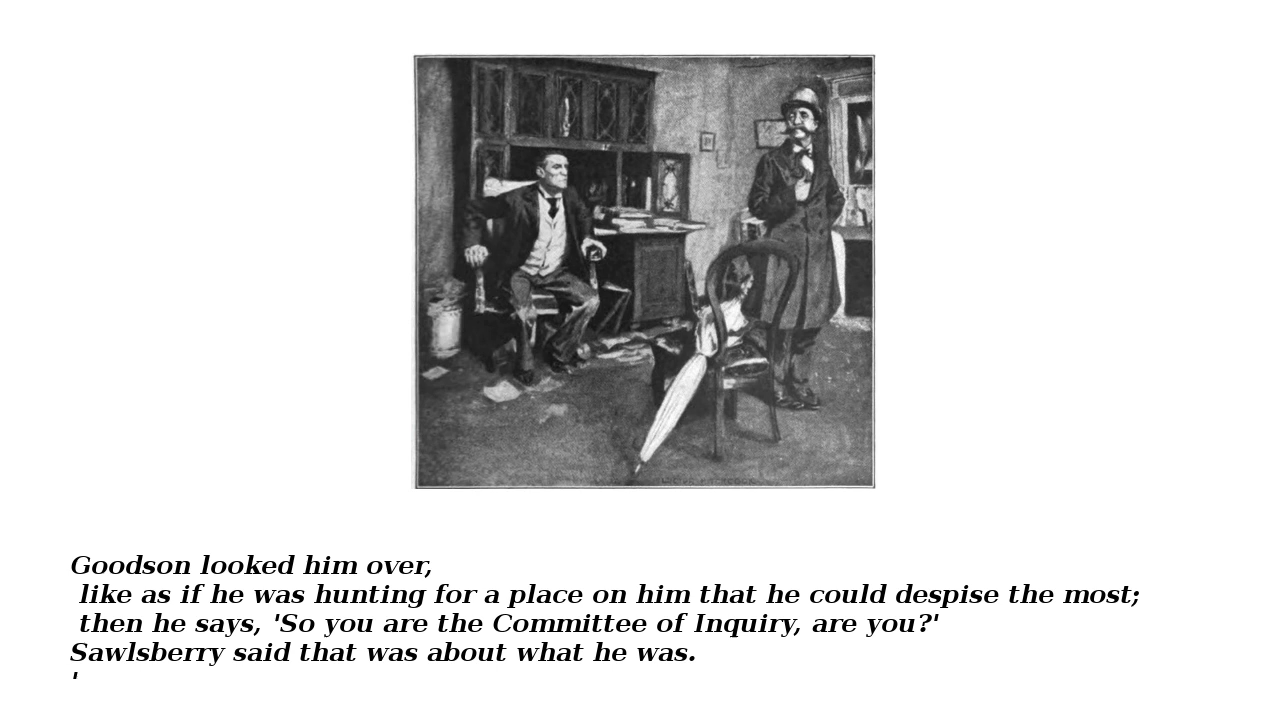 Goodson looked him over,
like as if he was hunting for a place on him that he could despise the most;
then he says, 'So you are the Committee of Inquiry, are you?'
Sawlsberry said that was about what he was.
'